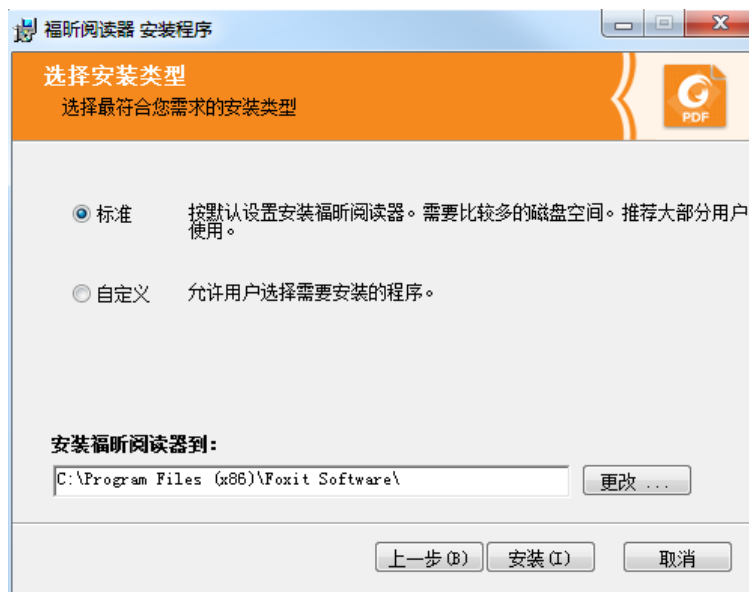 福昕阅读器 安装程序
选择安装类型
选择最符合您需求的安装类型
PDF
标准
按默认设置安装福昕阅读器。需要比较多的磁盘空间。推荐大部分用户
使用。
自定义
允许用户选择需要安装的程序。
安装福昕阅读器到:
C:\Program Files (x86)\Foxit Software\
更改 ...
上一步(B)
安装(I)
取消